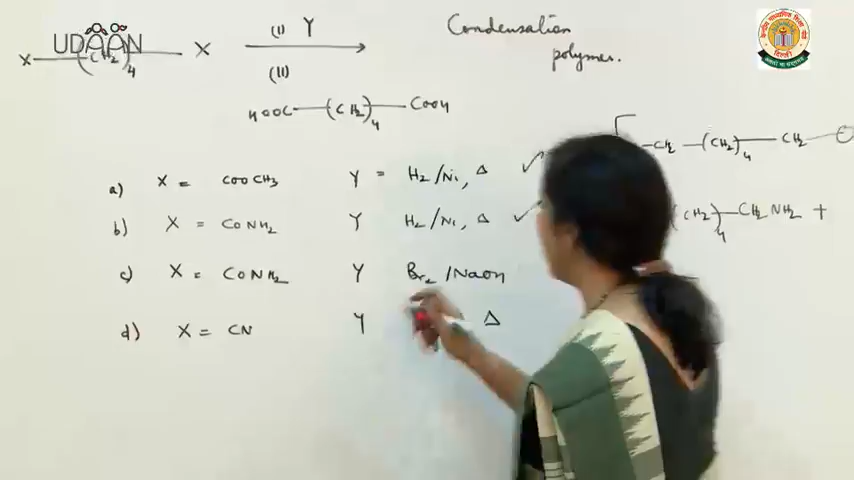 UDAAN
(I) Y
X —(CH2)4— X
(II)
Condensation
polymer.
HOOC—(CH2)4—COOH
CH2—(CH2)4—CH2—O
a) X = COOCH3 Y = H2/Ni, Δ ✓
b) X = CONH2 Y H2/Ni, Δ ✓
(CH2)4—CH2NH2 +
c) X = CONH2 Y Br2/NaOH
d) X = CN Y Δ